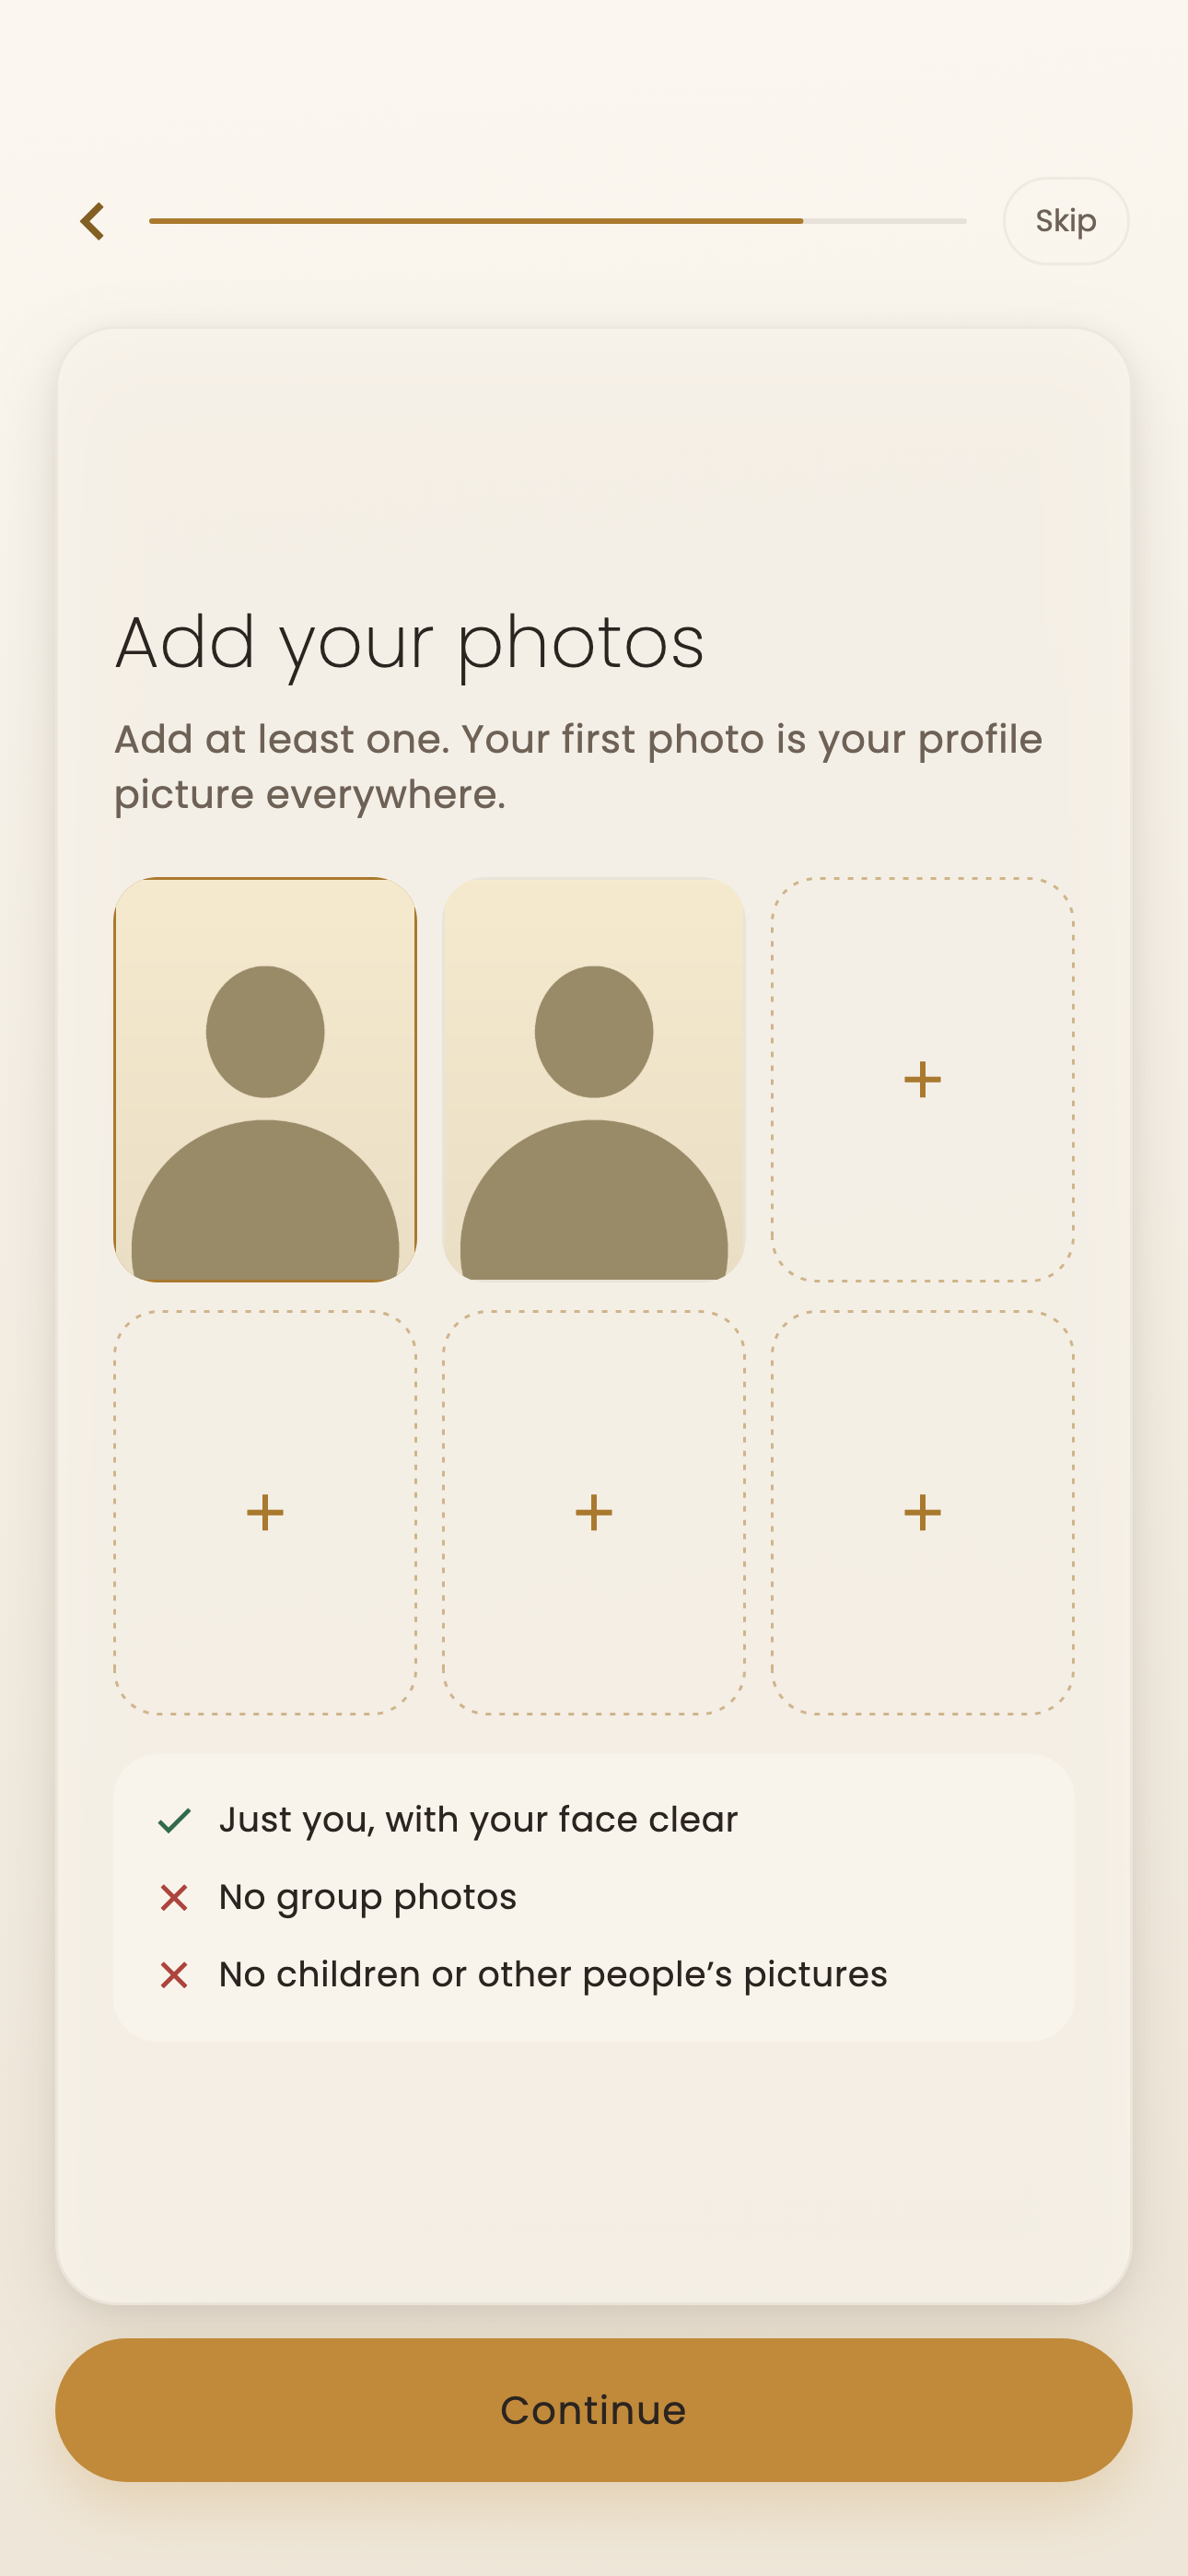 Skip
Add your photos
Add at least one. Your first photo is your profile
picture everywhere.
Just you, with your face clear
No group photos
No children or other people’s pictures
Continue